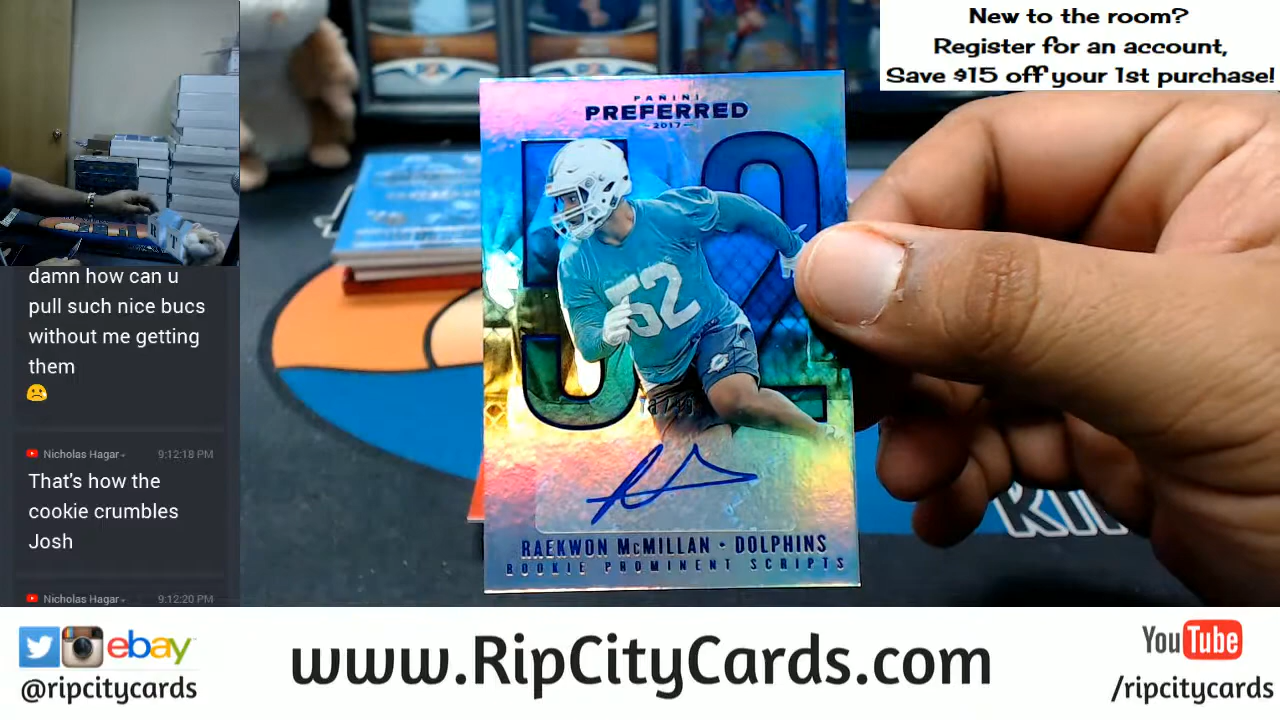 New to the room?
Register for an account,
Save $15 off your 1st purchase!
PANINI
PREFERRED
2017
52
52
RAEKWON McMILLAN • DOLPHINS
ROOKIE PROMINENT SCRIPTS
damn how can u
pull such nice bucs
without me getting
them
Nicholas Hagar 9:12:18 PM
That's how the
cookie crumbles
Josh
Nicholas Hagar 9:12:20 PM
ebay
@ripcitycards
www.RipCityCards.com
YouTube
/ripcitycards